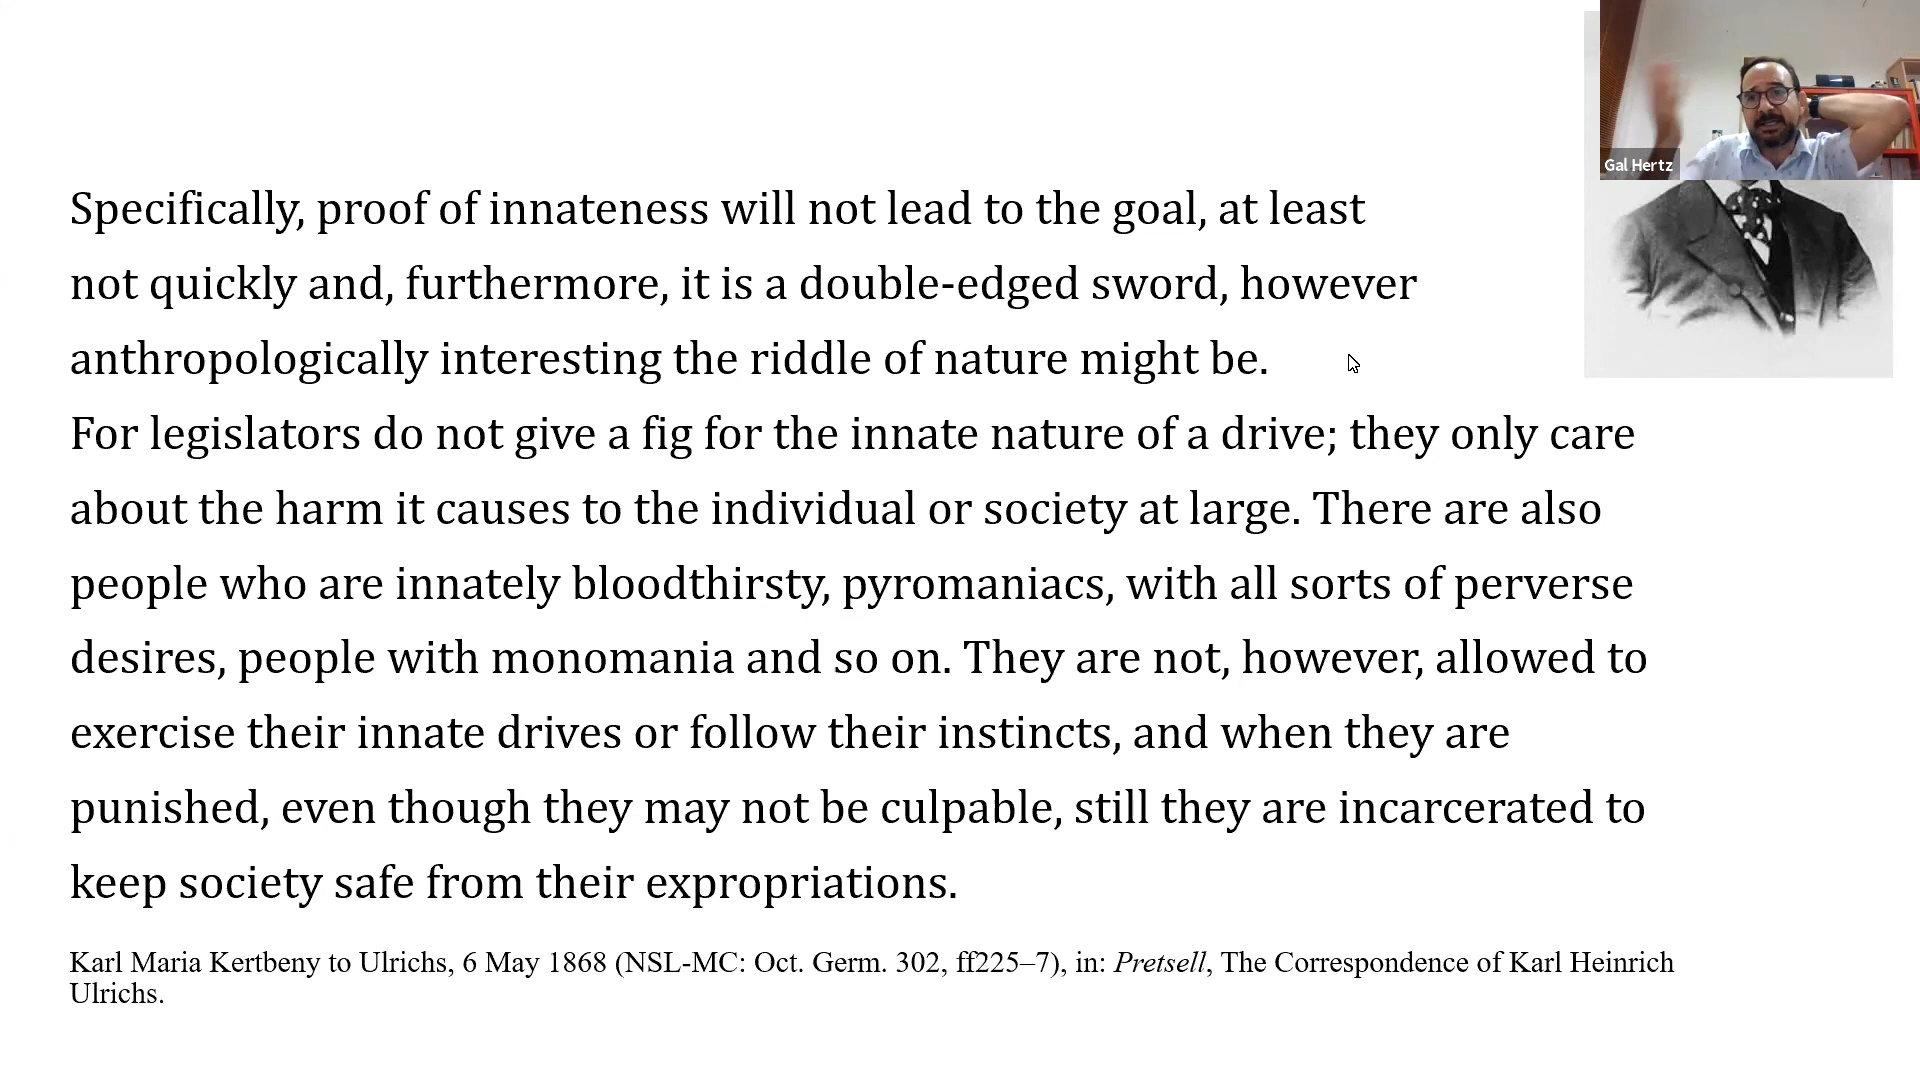 Gal Hertz
Specifically, proof of innateness will not lead to the goal, at least
not quickly and, furthermore, it is a double-edged sword, however
anthropologically interesting the riddle of nature might be.
For legislators do not give a fig for the innate nature of a drive; they only care
about the harm it causes to the individual or society at large. There are also
people who are innately bloodthirsty, pyromaniacs, with all sorts of perverse
desires, people with monomania and so on. They are not, however, allowed to
exercise their innate drives or follow their instincts, and when they are
punished, even though they may not be culpable, still they are incarcerated to
keep society safe from their expropriations.
Karl Maria Kertbeny to Ulrichs, 6 May 1868 (NSL-MC: Oct. Germ. 302, ff225–7), in: Pretsell, The Correspondence of Karl Heinrich
Ulrichs.